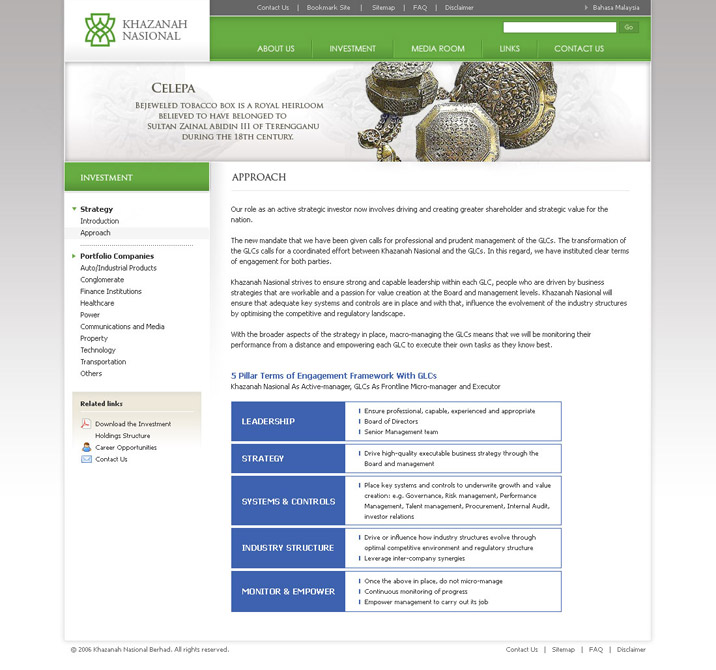 Contact Us | Bookmark Site | Sitemap | FAQ | Disclaimer
Bahasa Malaysia
KHAZANAH
NASIONAL
Go
ABOUT US
INVESTMENT
MEDIA ROOM
LINKS
CONTACT US
CELEPA
BEJEWELED TOBACCO BOX IS A ROYAL HEIRLOOM
BELIEVED TO HAVE BELONGED TO
SULTAN ZAINAL ABIDIN III OF TERENGGANU
DURING THE 18TH CENTURY.
INVESTMENT
Strategy
Introduction
Approach
Portfolio Companies
Auto/Industrial Products
Conglomerate
Finance Institutions
Healthcare
Power
Communications and Media
Property
Technology
Transportation
Others
Related links
Download the Investment
Holdings Structure
Career Opportunities
Contact Us
APPROACH
Our role as an active strategic investor now involves driving and creating greater shareholder and strategic value for the
nation.
The new mandate that we have been given calls for professional and prudent management of the GLCs. The transformation of
the GLCs calls for a coordinated effort between Khazanah Nasional and the GLCs. In this regard, we have instituted clear terms
of engagement for both parties.
Khazanah Nasional strives to ensure strong and capable leadership within each GLC, people who are driven by business
strategies that are workable and a passion for value creation at the Board and management levels. Khazanah Nasional will
ensure that adequate key systems and controls are in place and with that, influence the evolvement of the industry structures
by optimising the competitive and regulatory landscape.
With the broader aspects of the strategy in place, macro-managing the GLCs means that we will be monitoring their
performance from a distance and empowering each GLC to execute their own tasks as they know best.
5 Pillar Terms of Engagement Framework With GLCs
Khazanah Nasional As Active-manager, GLCs As Frontline Micro-manager and Executor
LEADERSHIP
Ensure professional, capable, experienced and appropriate
Board of Directors
Senior Management team
STRATEGY
Drive high-quality executable business strategy through the
Board and management
SYSTEMS & CONTROLS
Place key systems and controls to underwrite growth and value
creation: e.g. Governance, Risk management, Performance
Management, Talent management, Procurement, Internal Audit,
investor relations
INDUSTRY STRUCTURE
Drive or influence how industry structures evolve through
optimal competitive environment and regulatory structure
Leverage inter-company synergies
MONITOR & EMPOWER
Once the above in place, do not micro-manage
Continuous monitoring of progress
Empower management to carry out its job
© 2006 Khazanah Nasional Berhad. All rights reserved.
Contact Us | Sitemap | FAQ | Disclaimer